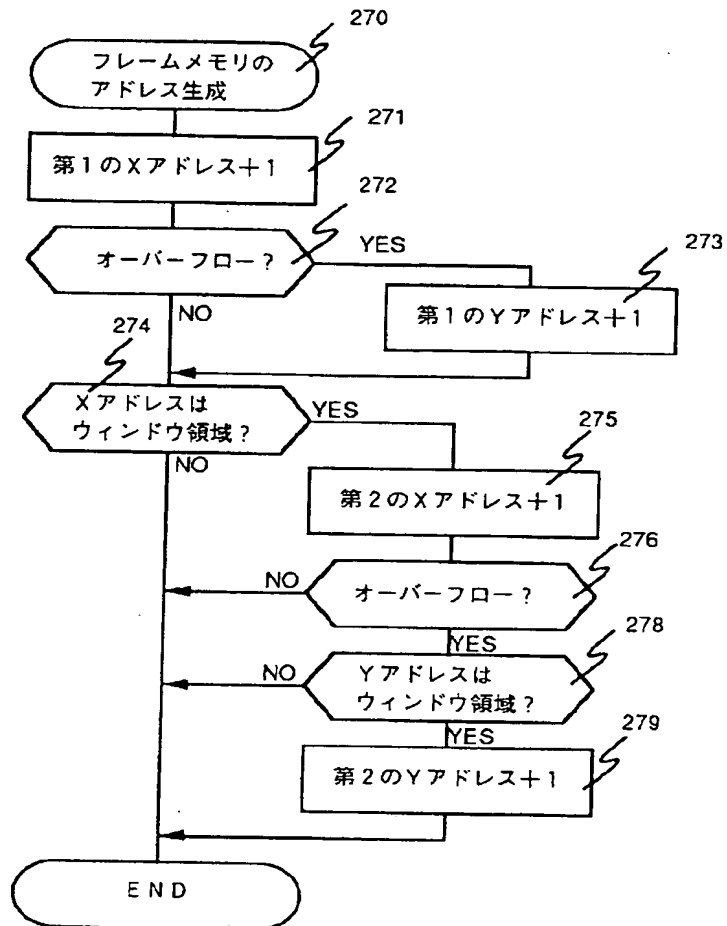 270
フレームメモリの
アドレス生成
271
第1のXアドレス＋1
272
オーバーフロー？
YES
273
第1のYアドレス＋1
NO
274
Xアドレスは
ウィンドウ領域？
YES
NO
275
第2のXアドレス＋1
276
オーバーフロー？
NO
YES
278
Yアドレスは
ウィンドウ領域？
NO
YES
279
第2のYアドレス＋1
END